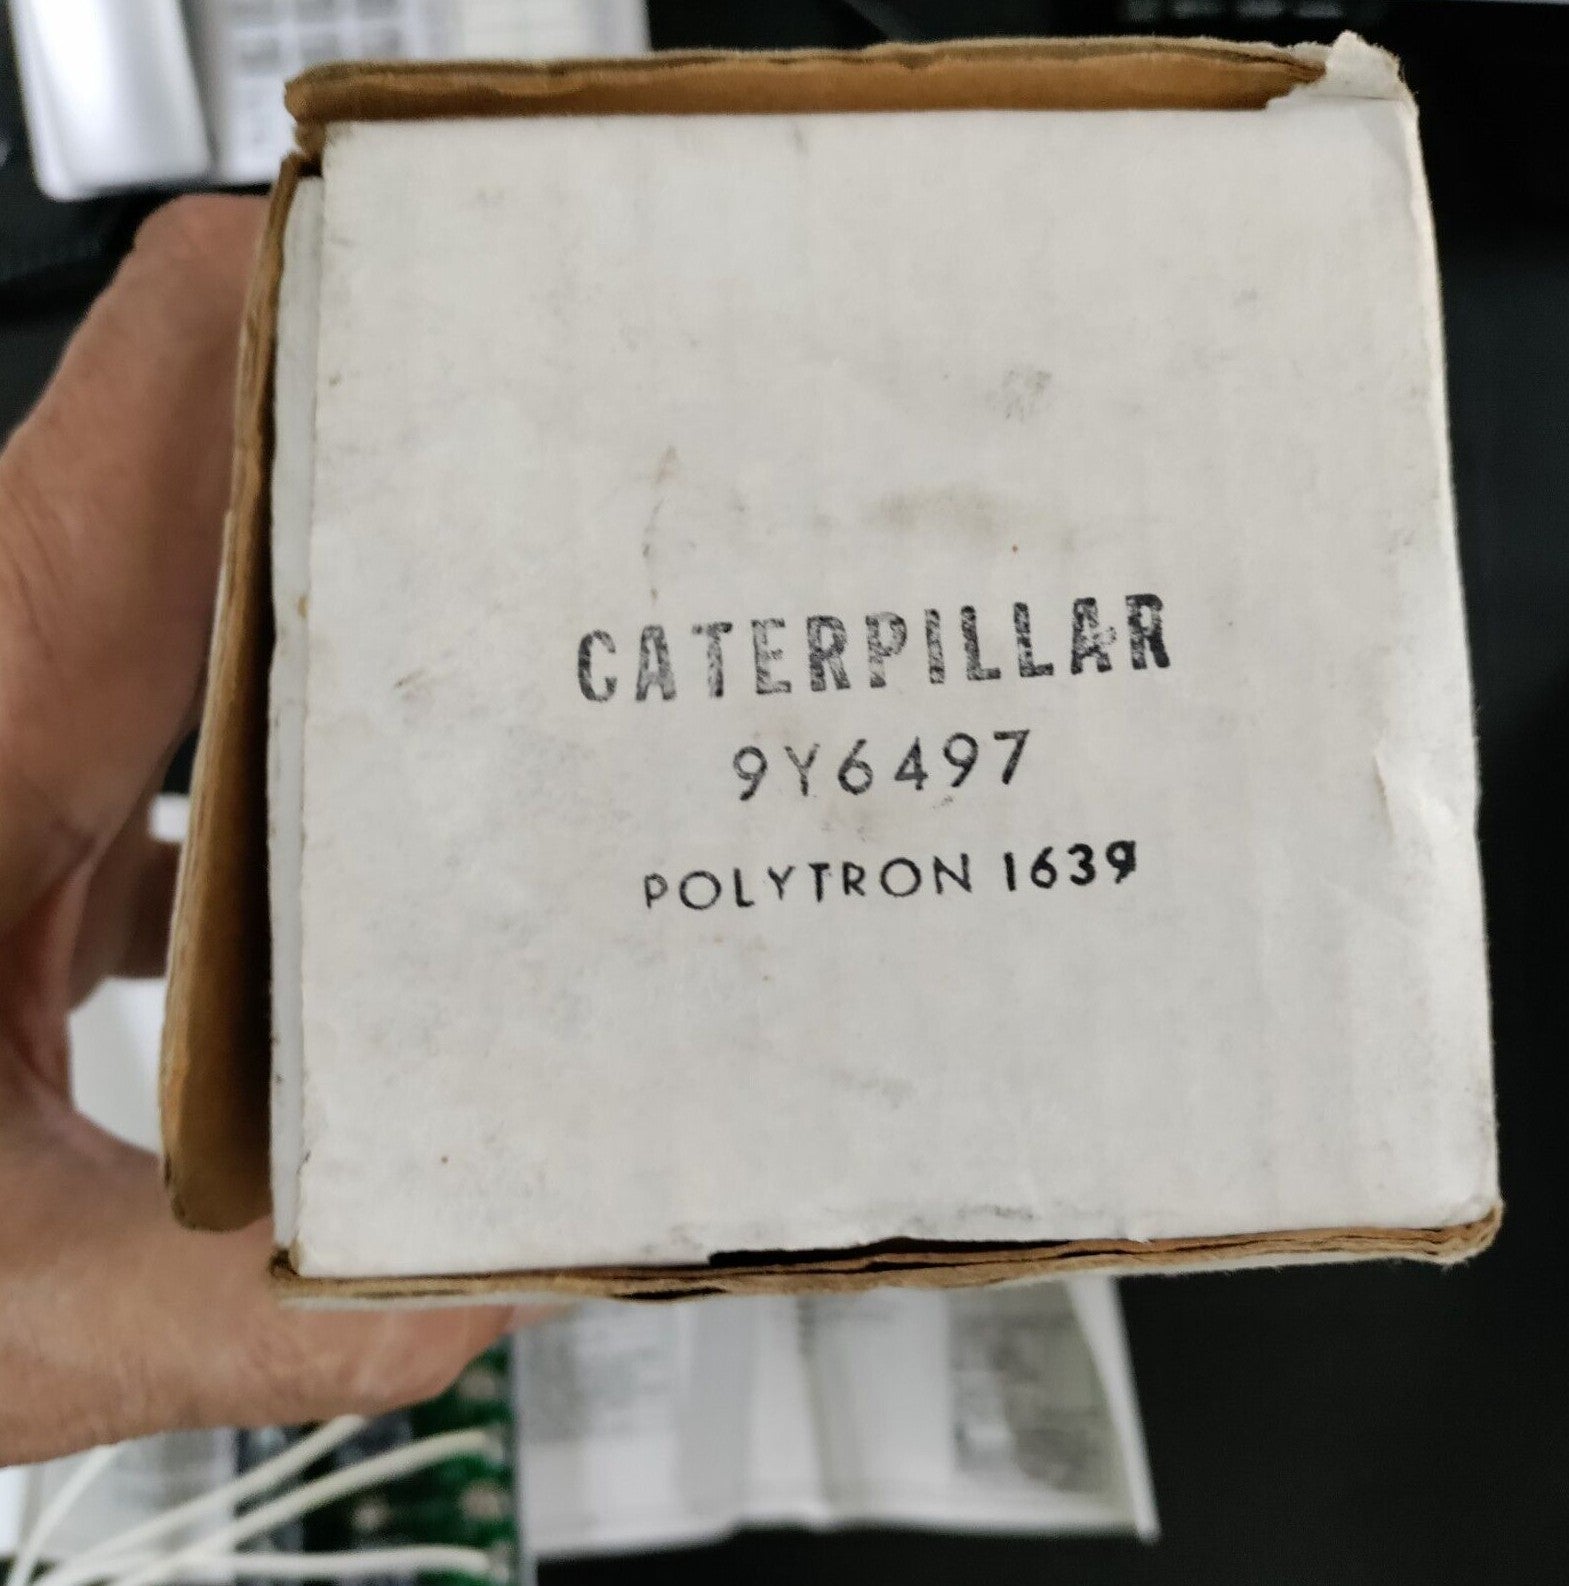 CATERPILLAR
9Y6497
POLYTRON 1639